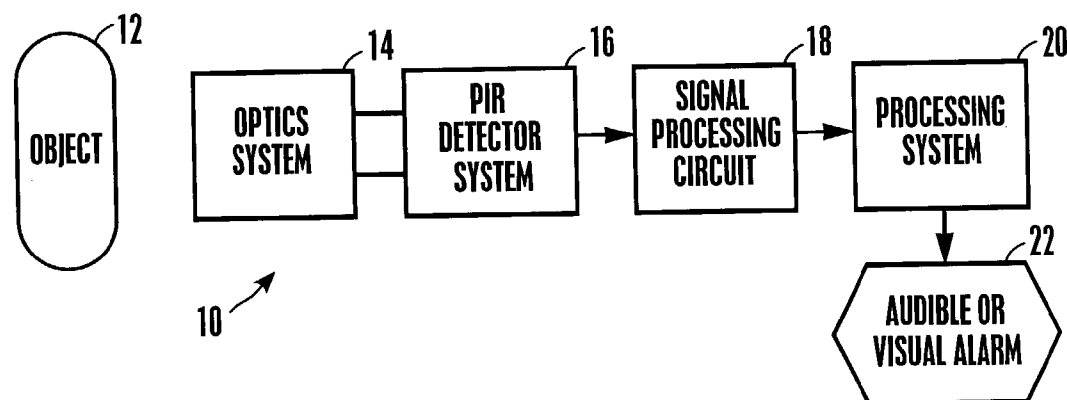 12
OBJECT
14
OPTICS
SYSTEM
16
PIR
DETECTOR
SYSTEM
18
SIGNAL
PROCESSING
CIRCUIT
20
PROCESSING
SYSTEM
22
AUDIBLE OR
VISUAL ALARM
10